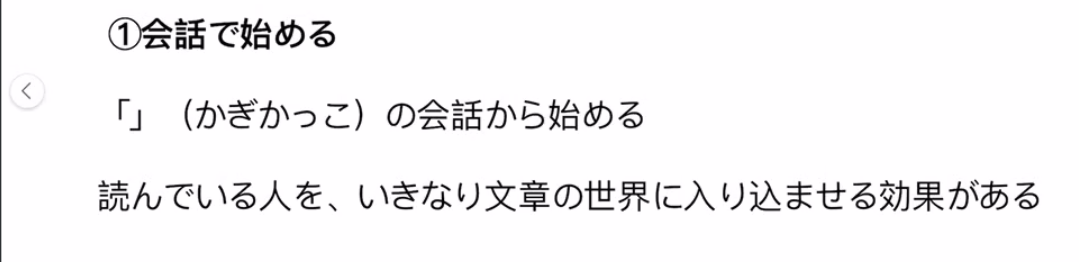 ①会話で始める
「」（かぎかっこ）の会話から始める
読んでいる人を、いきなり文章の世界に入り込ませる効果がある